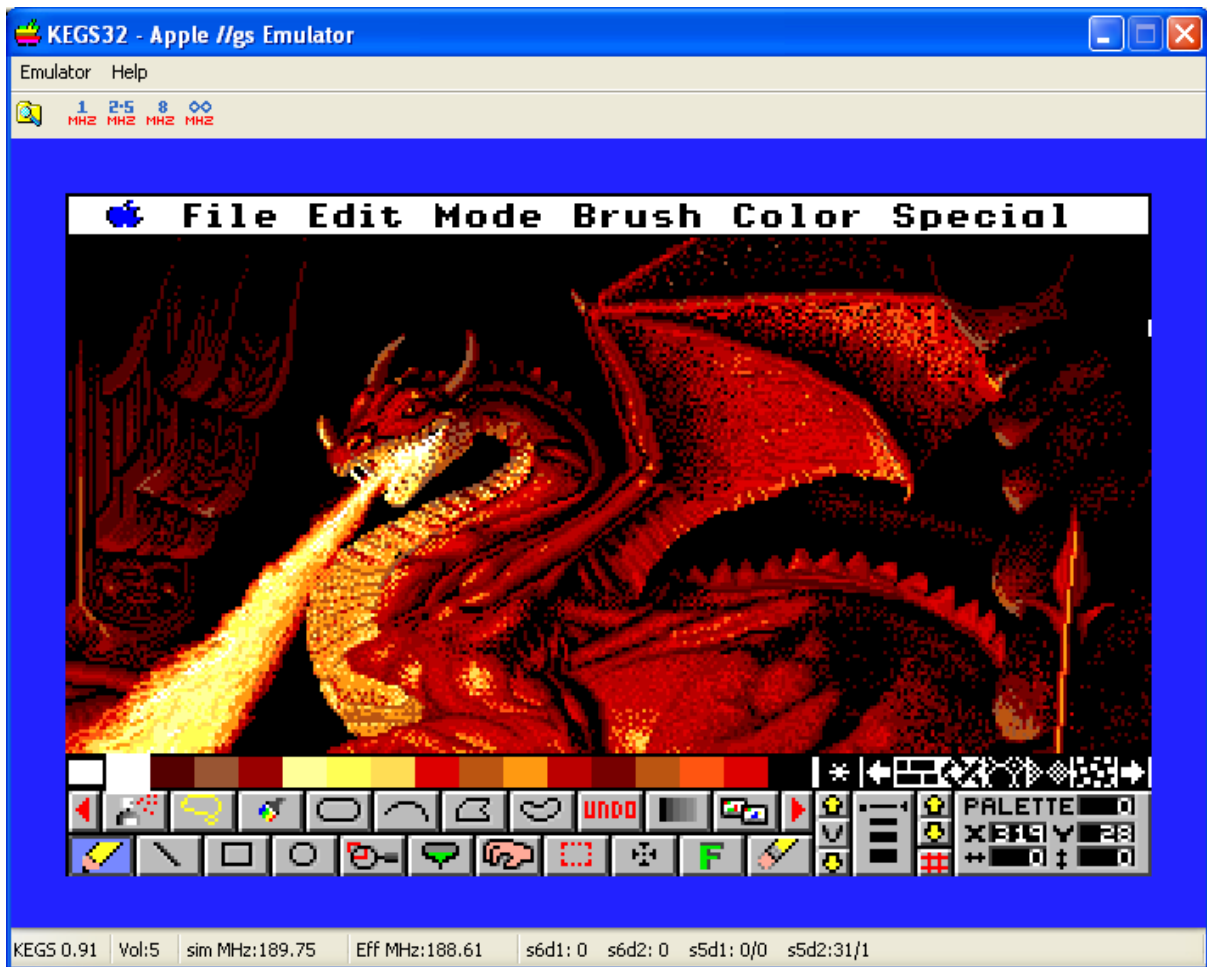 KEGS32 - Apple //gs Emulator
Emulator Help
1 MHZ 2·5 MHZ 8 MHZ ∞ MHZ
File Edit Mode Brush Color Special
UNDO
F
PALETTE 0
X 319 Y 28
↔ 0 ↕ 0
KEGS 0.91 Vol:5 sim MHz:189.75 Eff MHz:188.61 s6d1: 0 s6d2: 0 s5d1: 0/0 s5d2:31/1